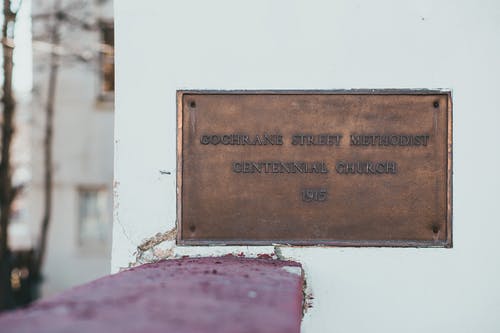 COCHRANE STREET METHODIST
CENTENNIAL CHURCH
1915